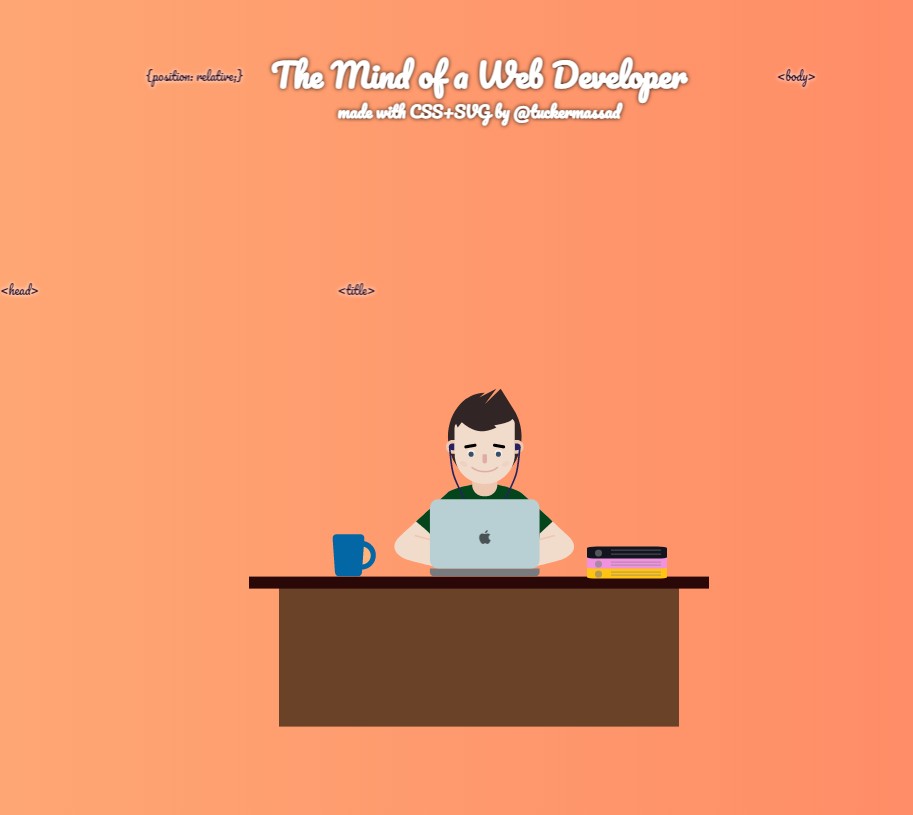 {position: relative;}
The Mind of a Web Developer
<body>
made with CSS+SVG by @tuckermassad
<head>
<title>